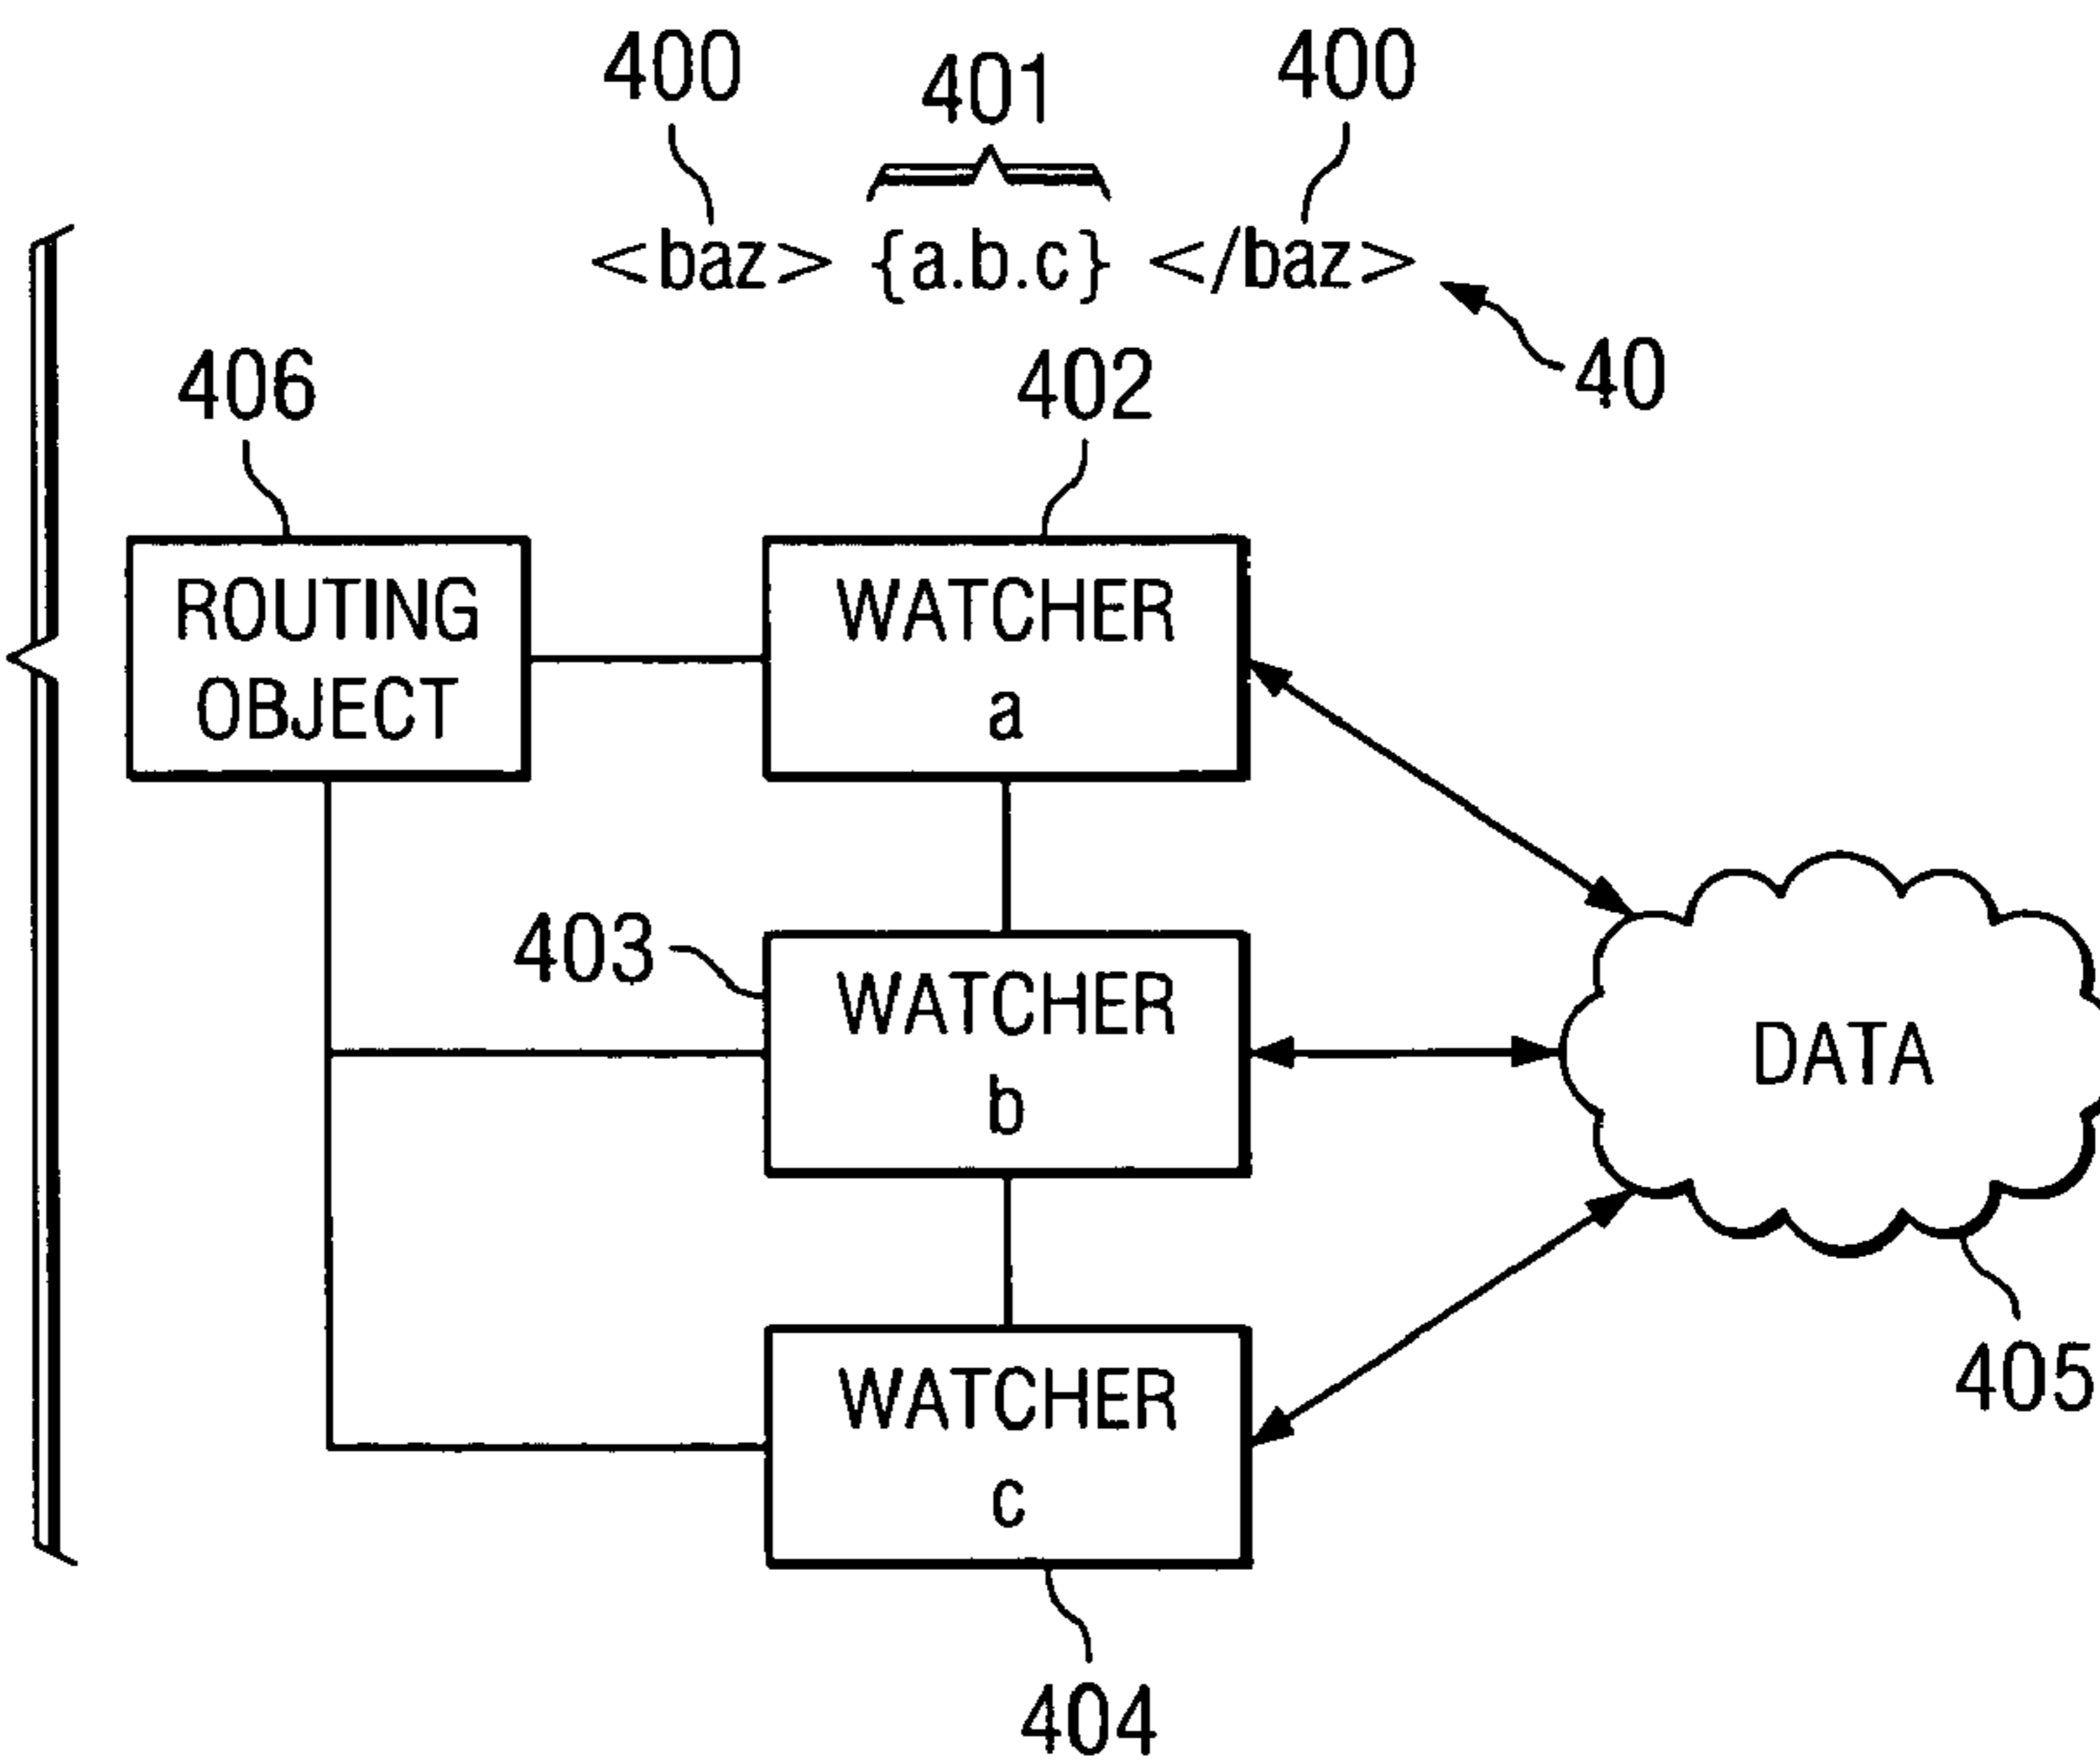 400 401 400
<baz> {a.b.c} </baz>
40
406 402
ROUTING
OBJECT
WATCHER
a
403
WATCHER
b
DATA
405
WATCHER
c
404